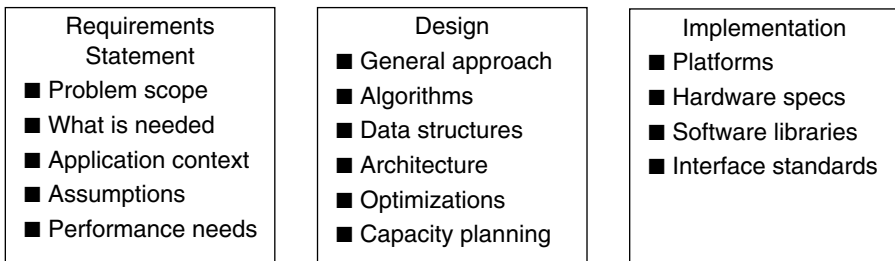 Requirements
Statement
■ Problem scope
■ What is needed
■ Application context
■ Assumptions
■ Performance needs
Design
■ General approach
■ Algorithms
■ Data structures
■ Architecture
■ Optimizations
■ Capacity planning
Implementation
■ Platforms
■ Hardware specs
■ Software libraries
■ Interface standards